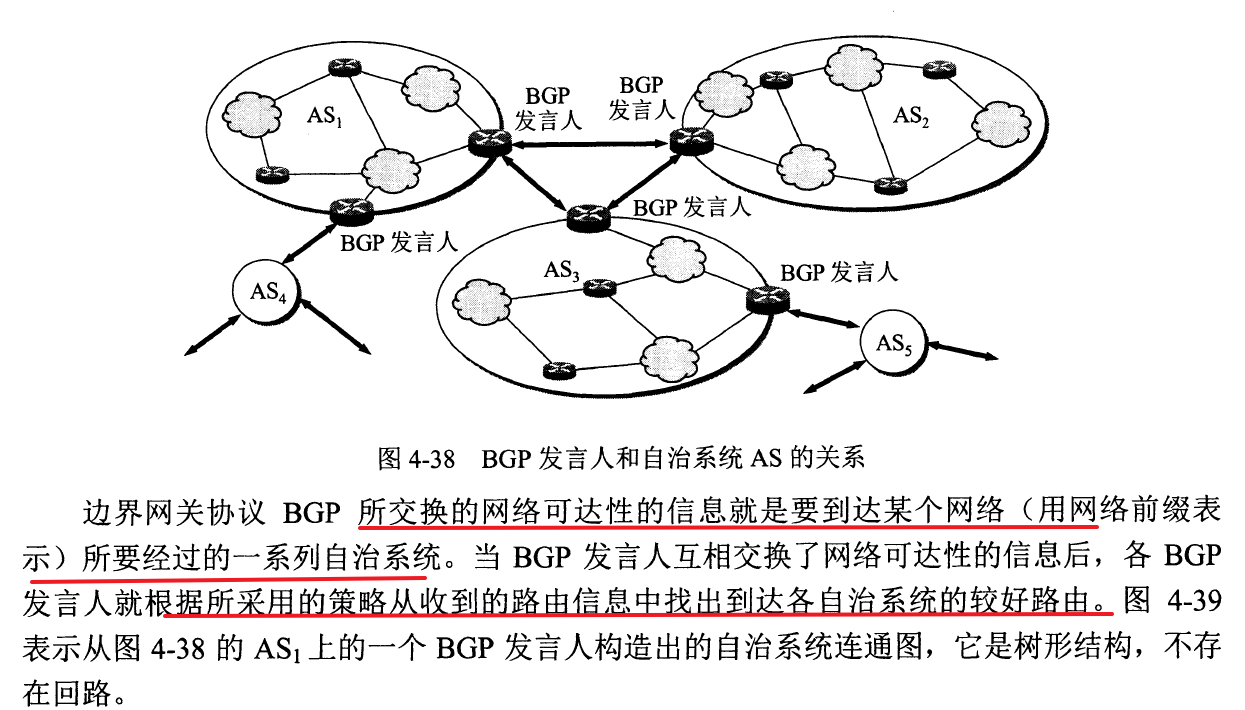 BGP
发言人
BGP
发言人
AS₁
AS₂
BGP 发言人
BGP 发言人
AS₃
BGP 发言人
AS₄
AS₅
图 4-38 BGP 发言人和自治系统 AS 的关系
边界网关协议 BGP 所交换的网络可达性的信息就是要到达某个网络（用网络前缀表
示）所要经过的一系列自治系统。当 BGP 发言人互相交换了网络可达性的信息后，各 BGP
发言人就根据所采用的策略从收到的路由信息中找出到达各自治系统的较好路由。图 4-39
表示从图 4-38 的 AS₁ 上的一个 BGP 发言人构造出的自治系统连通图，它是树形结构，不存
在回路。